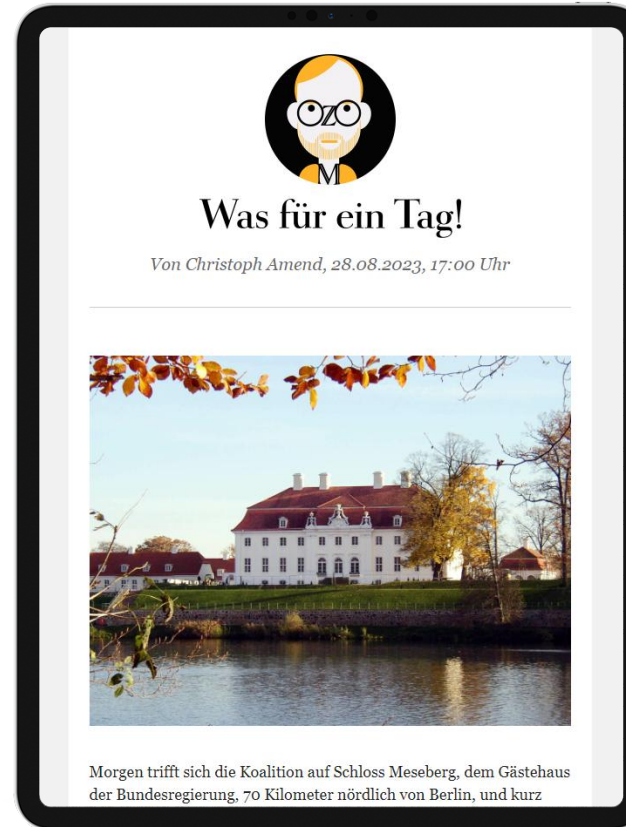 ZO
M
Was für ein Tag!
Von Christoph Amend, 28.08.2023, 17:00 Uhr
Morgen trifft sich die Koalition auf Schloss Meseberg, dem Gästehaus
der Bundesregierung, 70 Kilometer nördlich von Berlin, und kurz